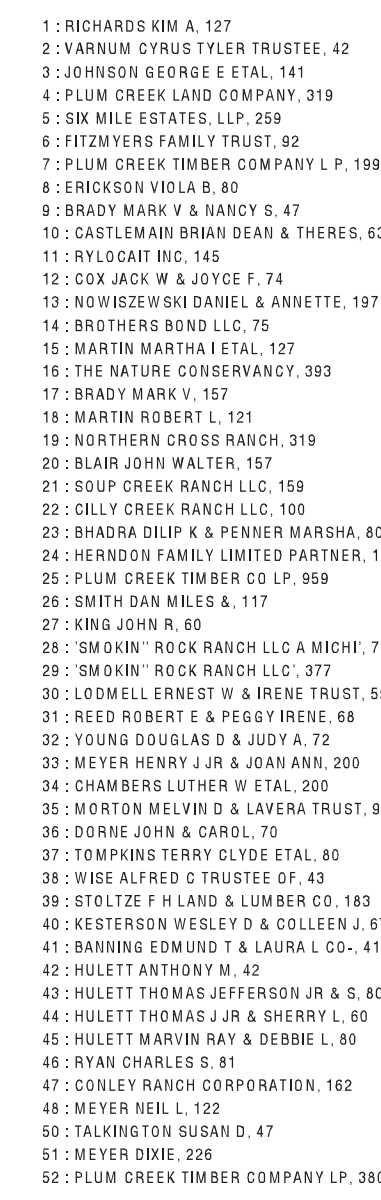 1 : RICHARDS KIM A, 127
2 : VARNUM CYRUS TYLER TRUSTEE, 42
3 : JOHNSON GEORGE E ETAL, 141
4 : PLUM CREEK LAND COMPANY, 319
5 : SIX MILE ESTATES, LLP, 259
6 : FITZMYERS FAMILY TRUST, 92
7 : PLUM CREEK TIMBER COMPANY L P, 199
8 : ERICKSON VIOLA B, 80
9 : BRADY MARK V & NANCY S, 47
10 : CASTLEMAIN BRIAN DEAN & THERES, 63
11 : RYLOCAIT INC, 145
12 : COX JACK W & JOYCE F, 74
13 : NOWISZEWSKI DANIEL & ANNETTE, 197
14 : BROTHERS BOND LLC, 75
15 : MARTIN MARTHA I ETAL, 127
16 : THE NATURE CONSERVANCY, 393
17 : BRADY MARK V, 157
18 : MARTIN ROBERT L, 121
19 : NORTHERN CROSS RANCH, 319
20 : BLAIR JOHN WALTER, 157
21 : SOUP CREEK RANCH LLC, 159
22 : CILLY CREEK RANCH LLC, 100
23 : BHADRA DILIP K & PENNER MARSHA, 80
24 : HERNDON FAMILY LIMITED PARTNER, 1
25 : PLUM CREEK TIMBER CO LP, 959
26 : SMITH DAN MILES &, 117
27 : KING JOHN R, 60
28 : 'SMOKIN'' ROCK RANCH LLC A MICHI', 7
29 : 'SMOKIN'' ROCK RANCH LLC', 377
30 : LODMELL ERNEST W & IRENE TRUST, 5
31 : REED ROBERT E & PEGGY IRENE, 68
32 : YOUNG DOUGLAS D & JUDY A, 72
33 : MEYER HENRY J JR & JOAN ANN, 200
34 : CHAMBERS LUTHER W ETAL, 200
35 : MORTON MELVIN D & LAVERA TRUST, 9
36 : DORNE JOHN & CAROL, 70
37 : TOMPKINS TERRY CLYDE ETAL, 80
38 : WISE ALFRED C TRUSTEE OF, 43
39 : STOLTZE F H LAND & LUMBER CO, 183
40 : KESTERSON WESLEY D & COLLEEN J, 6
41 : BANNING EDMUND T & LAURA L CO-, 41
42 : HULETT ANTHONY M, 42
43 : HULETT THOMAS JEFFERSON JR & S, 80
44 : HULETT THOMAS J JR & SHERRY L, 60
45 : HULETT MARVIN RAY & DEBBIE L, 80
46 : RYAN CHARLES S, 81
47 : CONLEY RANCH CORPORATION, 162
48 : MEYER NEIL L, 122
50 : TALKINGTON SUSAN D, 47
51 : MEYER DIXIE, 226
52 : PLUM CREEK TIMBER COMPANY LP, 380